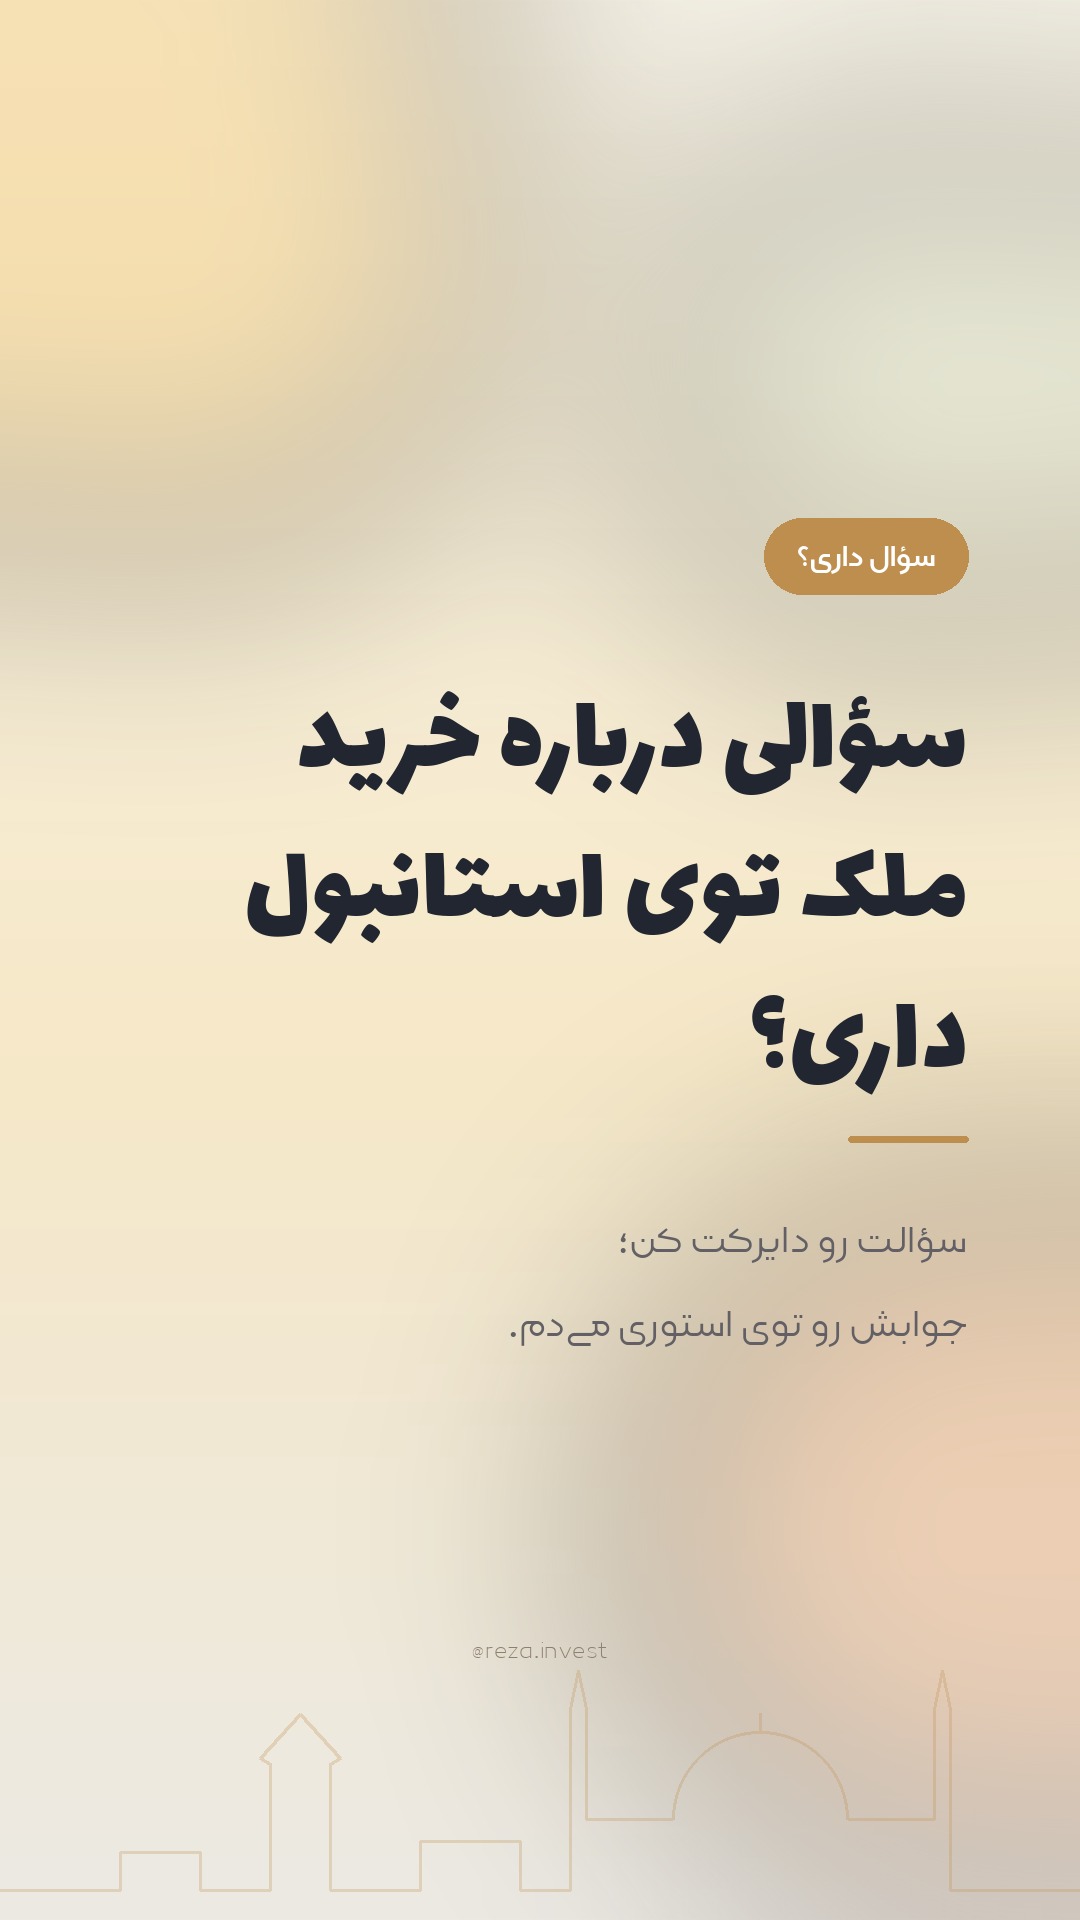 سؤال داری؟
سؤالی درباره خرید
ملک توی استانبول
داری؟
سؤالت رو دایرکت کن؛
جوابش رو توی استوری می‌دم.
@reza.invest